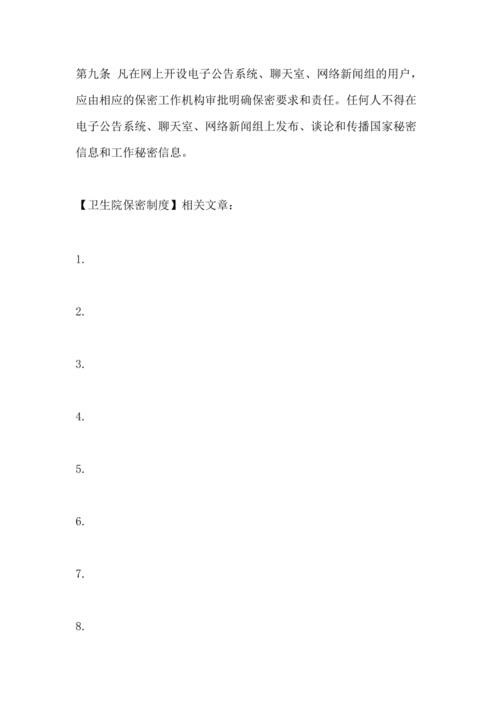 第九条 凡在网上开设电子公告系统、聊天室、网络新闻组的用户，
应由相应的保密工作机构审批明确保密要求和责任。任何人不得在
电子公告系统、聊天室、网络新闻组上发布、谈论和传播国家秘密
信息和工作秘密信息。
【卫生院保密制度】相关文章：
1.
2.
3.
4.
5.
6.
7.
8.